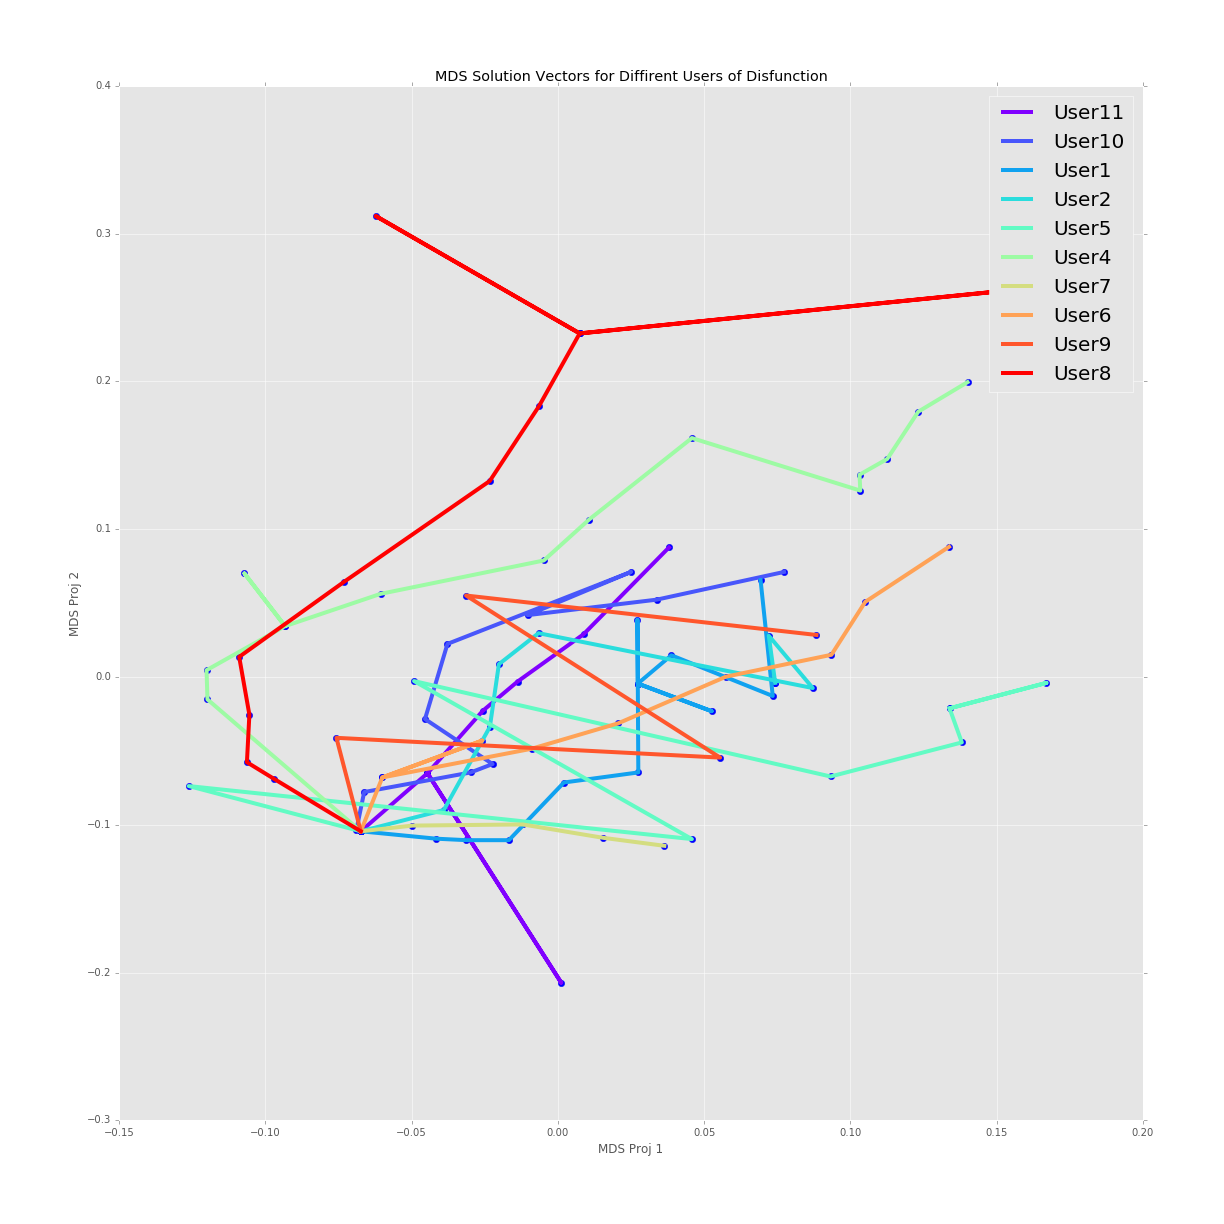 MDS Solution Vectors for Diffirent Users of Disfunction
0.4
0.3
0.2
0.1
0.0
−0.1
−0.2
−0.3
MDS Proj 2
User11
User10
User1
User2
User5
User4
User7
User6
User9
User8
−0.15 −0.10 −0.05 0.00 0.05 0.10 0.15 0.20
MDS Proj 1